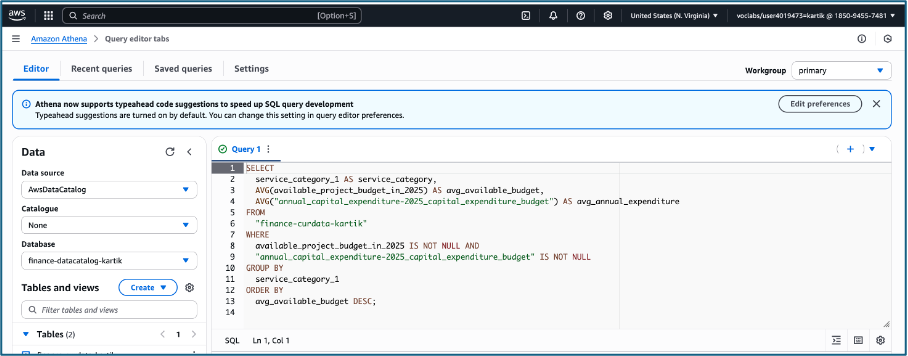 aws
Search
[Option+S]
United States (N. Virginia)
voclabs/user4019473=kartik @ 1850-9455-7481
Amazon Athena
Query editor tabs
Editor
Recent queries
Saved queries
Settings
Workgroup
primary
Athena now supports typeahead code suggestions to speed up SQL query development
Typeahead suggestions are turned on by default. You can change this setting in query editor preferences.
Edit preferences
Data
Data source
AwsDataCatalog
Catalogue
None
Database
finance-datacatalog-kartik
Tables and views
Create
Filter tables and views
Tables (2)
1
Query 1
1 SELECT
2 service_category_1 AS service_category,
3 AVG(available_project_budget_in_2025) AS avg_available_budget,
4 AVG("annual_capital_expenditure-2025_capital_expenditure_budget") AS avg_annual_expenditure
5 FROM
6 "finance-curdata-kartik"
7 WHERE
8 available_project_budget_in_2025 IS NOT NULL AND
9 "annual_capital_expenditure-2025_capital_expenditure_budget" IS NOT NULL
10 GROUP BY
11 service_category_1
12 ORDER BY
13 avg_available_budget DESC;
14
SQL
Ln 1, Col 1